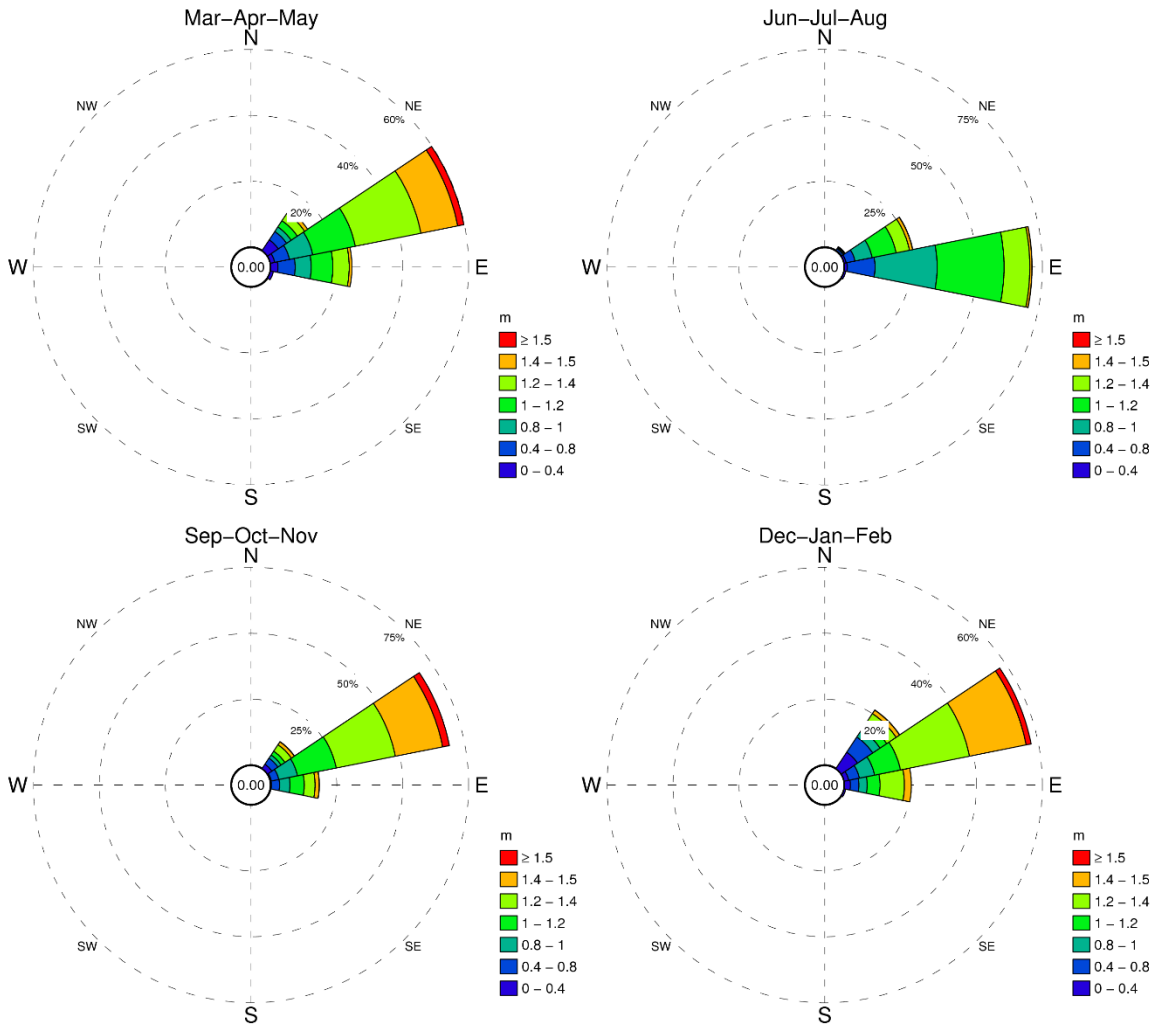 Mar–Apr–May
N
NW
NE
60%
40%
20%
W
0.00
E
SW
SE
S
m
≥ 1.5
1.4 – 1.5
1.2 – 1.4
1 – 1.2
0.8 – 1
0.4 – 0.8
0 – 0.4
Jun–Jul–Aug
N
NW
NE
75%
50%
25%
W
0.00
E
SW
SE
S
m
≥ 1.5
1.4 – 1.5
1.2 – 1.4
1 – 1.2
0.8 – 1
0.4 – 0.8
0 – 0.4
Sep–Oct–Nov
N
NW
NE
75%
50%
25%
W
0.00
E
SW
SE
S
m
≥ 1.5
1.4 – 1.5
1.2 – 1.4
1 – 1.2
0.8 – 1
0.4 – 0.8
0 – 0.4
Dec–Jan–Feb
N
NW
NE
60%
40%
20%
W
0.00
E
SW
SE
S
m
≥ 1.5
1.4 – 1.5
1.2 – 1.4
1 – 1.2
0.8 – 1
0.4 – 0.8
0 – 0.4